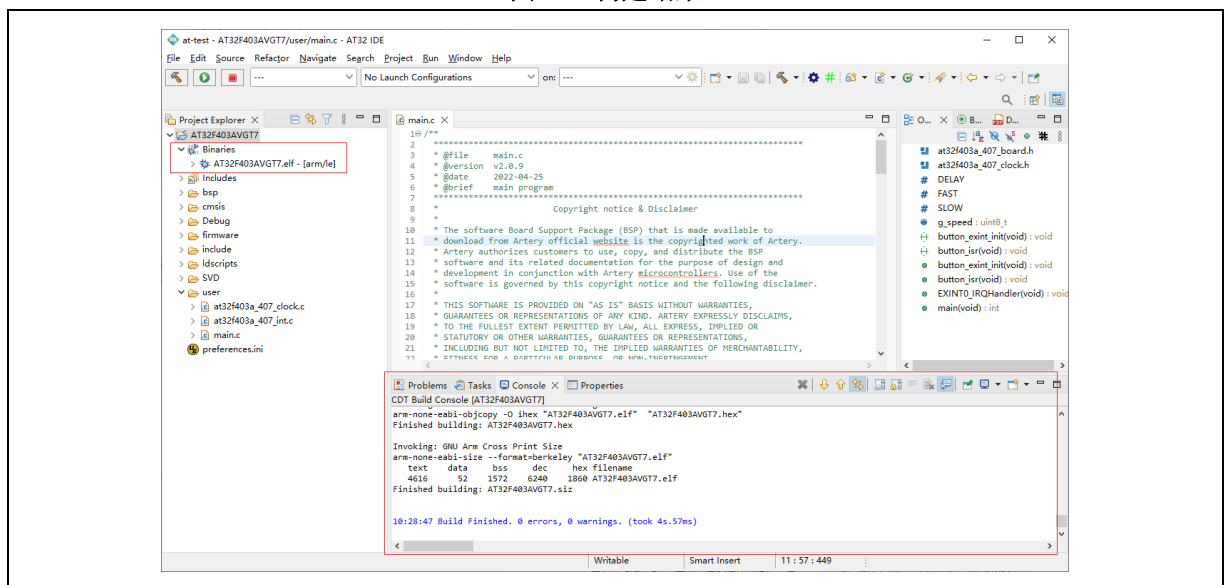 at-test - AT32F403AVGT7/user/main.c - AT32 IDE
File Edit Source Refactor Navigate Search Project Run Window Help
--- No Launch Configurations on: ---
Project Explorer
AT32F403AVGT7
Binaries
AT32F403AVGT7.elf - [arm/le]
Includes
bsp
cmsis
Debug
firmware
include
ldscripts
SVD
user
at32f403a_407_clock.c
at32f403a_407_int.c
main.c
preferences.ini
main.c
1 /**
2 **************************************************************************
3 * @file main.c
4 * @version v2.0.9
5 * @date 2022-04-25
6 * @brief main program
7 **************************************************************************
8 * Copyright notice & Disclaimer
9 *
10 * The software Board Support Package (BSP) that is made available to
11 * download from Artery official website is the copyrighted work of Artery.
12 * Artery authorizes customers to use, copy, and distribute the BSP
13 * software and its related documentation for the purpose of design and
14 * development in conjunction with Artery microcontrollers. Use of the
15 * software is governed by this copyright notice and the following disclaimer.
16 *
17 * THIS SOFTWARE IS PROVIDED ON "AS IS" BASIS WITHOUT WARRANTIES,
18 * GUARANTEES OR REPRESENTATIONS OF ANY KIND. ARTERY EXPRESSLY DISCLAIMS,
19 * TO THE FULLEST EXTENT PERMITTED BY LAW, ALL EXPRESS, IMPLIED OR
20 * STATUTORY OR OTHER WARRANTIES, GUARANTEES OR REPRESENTATIONS,
21 * INCLUDING BUT NOT LIMITED TO, THE IMPLIED WARRANTIES OF MERCHANTABILITY,
22 * FITNESS FOR A PARTICULAR PURPOSE, OR NON-INFRINGEMENT
O... B... D...
at32f403a_407_board.h
at32f403a_407_clock.h
DELAY
FAST
SLOW
g_speed : uint8_t
button_exint_init(void) : void
button_isr(void) : void
button_exint_init(void) : void
button_isr(void) : void
EXINT0_IRQHandler(void) : void
main(void) : int
Problems Tasks Console Properties
CDT Build Console [AT32F403AVGT7]
arm-none-eabi-objcopy -O ihex "AT32F403AVGT7.elf" "AT32F403AVGT7.hex"
Finished building: AT32F403AVGT7.hex
Invoking: GNU Arm Cross Print Size
arm-none-eabi-size --format=berkeley "AT32F403AVGT7.elf"
text data bss dec hex filename
4616 52 1572 6240 1860 AT32F403AVGT7.elf
Finished building: AT32F403AVGT7.siz
10:28:47 Build Finished. 0 errors, 0 warnings. (took 4s.57ms)
Writable Smart Insert 11 : 57 : 449